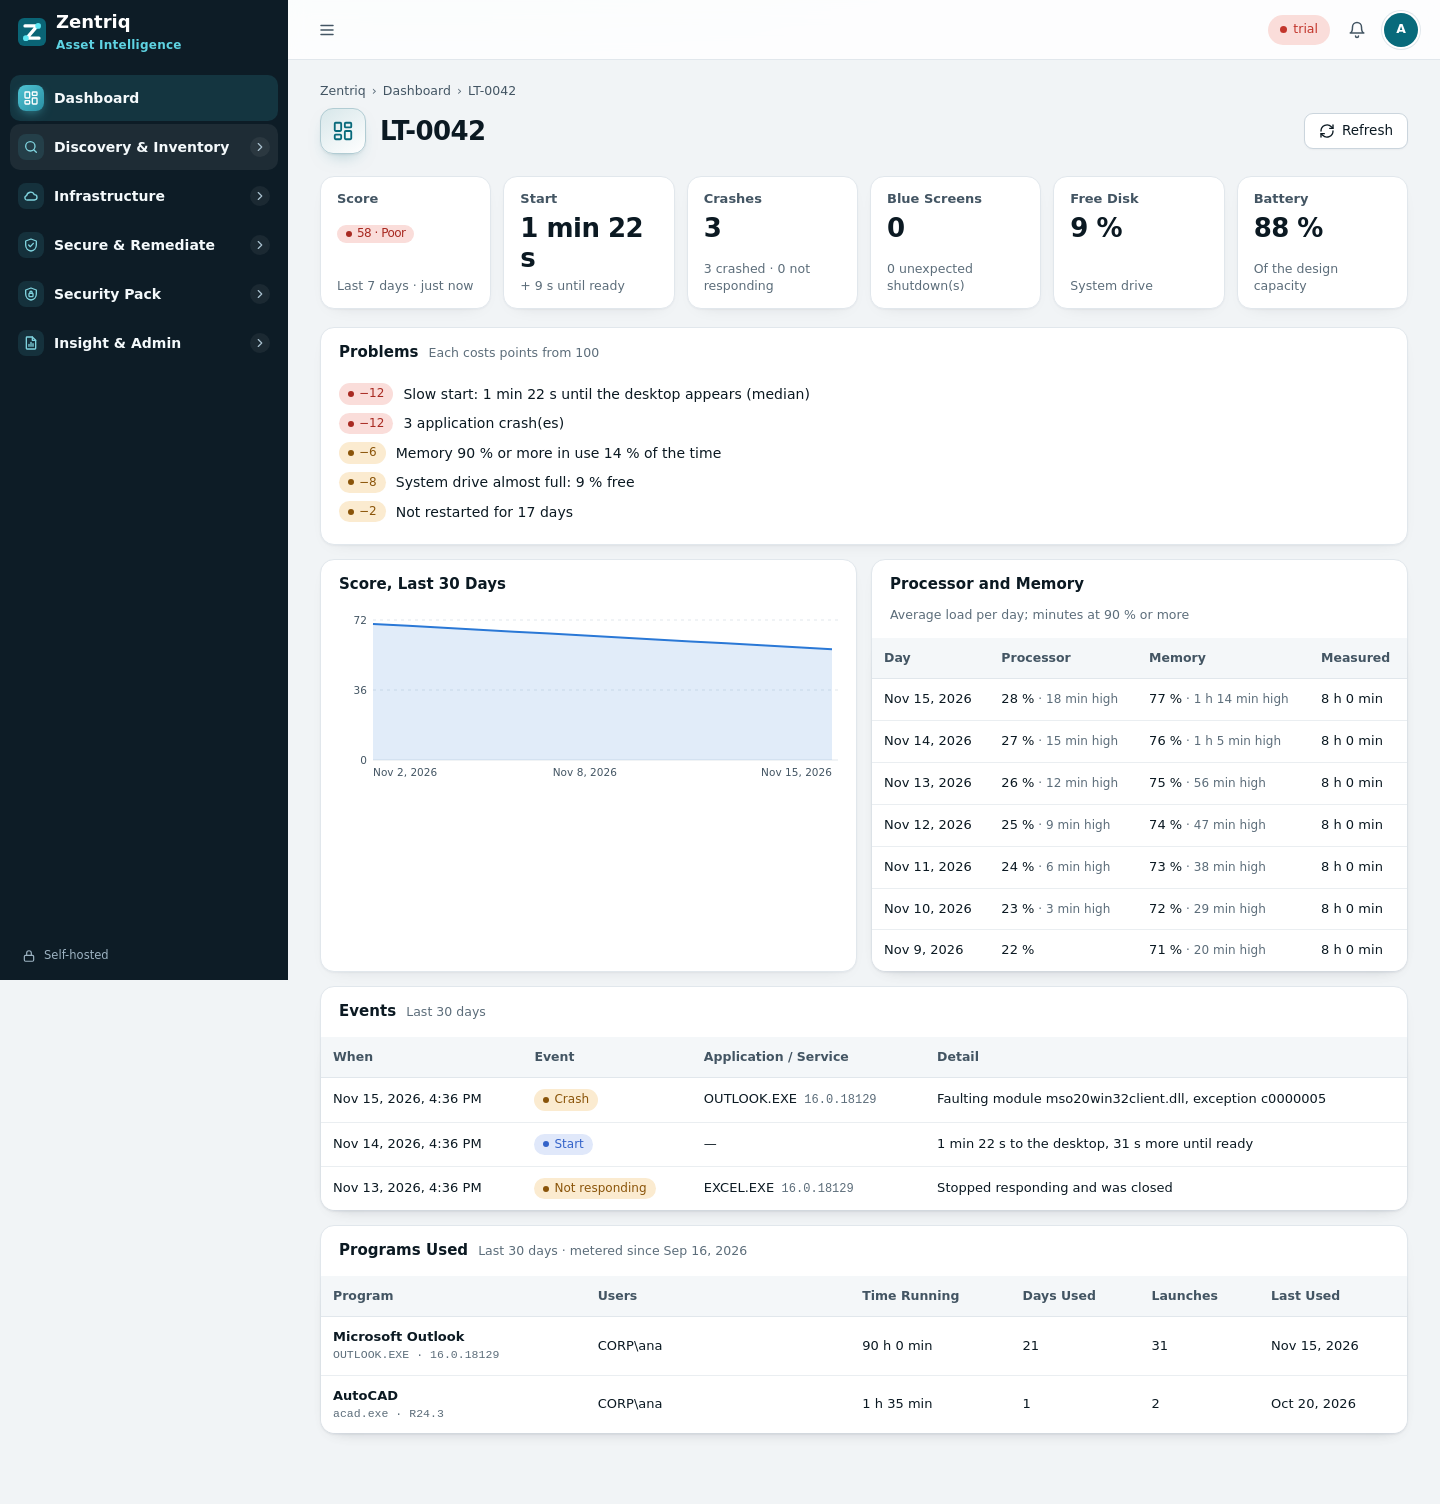 Zentriq
Asset Intelligence
Dashboard
Discovery & Inventory
Infrastructure
Secure & Remediate
Security Pack
Insight & Admin
Self-hosted
trial
A
Zentriq › Dashboard › LT-0042
LT-0042
Refresh
Score
58 · Poor
Last 7 days · just now
Start
1 min 22
s
+ 9 s until ready
Crashes
3
3 crashed · 0 not
responding
Blue Screens
0
0 unexpected
shutdown(s)
Free Disk
9 %
System drive
Battery
88 %
Of the design
capacity
Problems Each costs points from 100
−12 Slow start: 1 min 22 s until the desktop appears (median)
−12 3 application crash(es)
−6 Memory 90 % or more in use 14 % of the time
−8 System drive almost full: 9 % free
−2 Not restarted for 17 days
Score, Last 30 Days
72
36
0
Nov 2, 2026 Nov 8, 2026 Nov 15, 2026
Processor and Memory
Average load per day; minutes at 90 % or more
Day Processor Memory Measured
Nov 15, 2026 28 % · 18 min high 77 % · 1 h 14 min high 8 h 0 min
Nov 14, 2026 27 % · 15 min high 76 % · 1 h 5 min high 8 h 0 min
Nov 13, 2026 26 % · 12 min high 75 % · 56 min high 8 h 0 min
Nov 12, 2026 25 % · 9 min high 74 % · 47 min high 8 h 0 min
Nov 11, 2026 24 % · 6 min high 73 % · 38 min high 8 h 0 min
Nov 10, 2026 23 % · 3 min high 72 % · 29 min high 8 h 0 min
Nov 9, 2026 22 % 71 % · 20 min high 8 h 0 min
Events Last 30 days
When Event Application / Service Detail
Nov 15, 2026, 4:36 PM Crash OUTLOOK.EXE 16.0.18129 Faulting module mso20win32client.dll, exception c0000005
Nov 14, 2026, 4:36 PM Start — 1 min 22 s to the desktop, 31 s more until ready
Nov 13, 2026, 4:36 PM Not responding EXCEL.EXE 16.0.18129 Stopped responding and was closed
Programs Used Last 30 days · metered since Sep 16, 2026
Program Users Time Running Days Used Launches Last Used
Microsoft Outlook
OUTLOOK.EXE · 16.0.18129
CORP\ana 90 h 0 min 21 31 Nov 15, 2026
AutoCAD
acad.exe · R24.3
CORP\ana 1 h 35 min 1 2 Oct 20, 2026